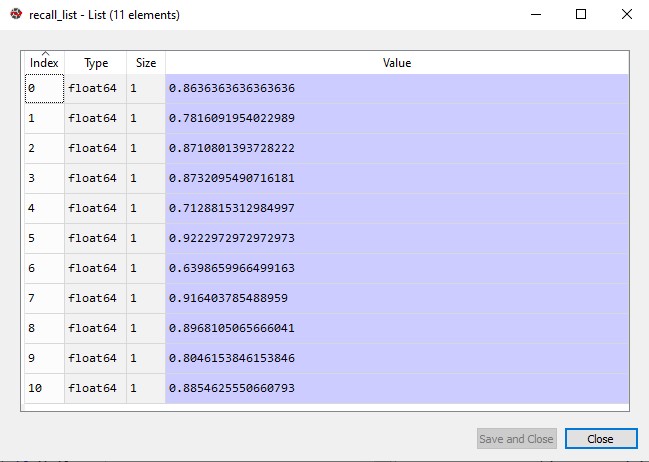 recall_list - List (11 elements)
Index Type Size Value
0 float64 1 0.8636363636363636
1 float64 1 0.7816091954022989
2 float64 1 0.8710801393728222
3 float64 1 0.8732095490716181
4 float64 1 0.7128815312984997
5 float64 1 0.9222972972972973
6 float64 1 0.6398659966499163
7 float64 1 0.916403785488959
8 float64 1 0.8968105065666041
9 float64 1 0.8046153846153846
10 float64 1 0.8854625550660793
Save and Close Close